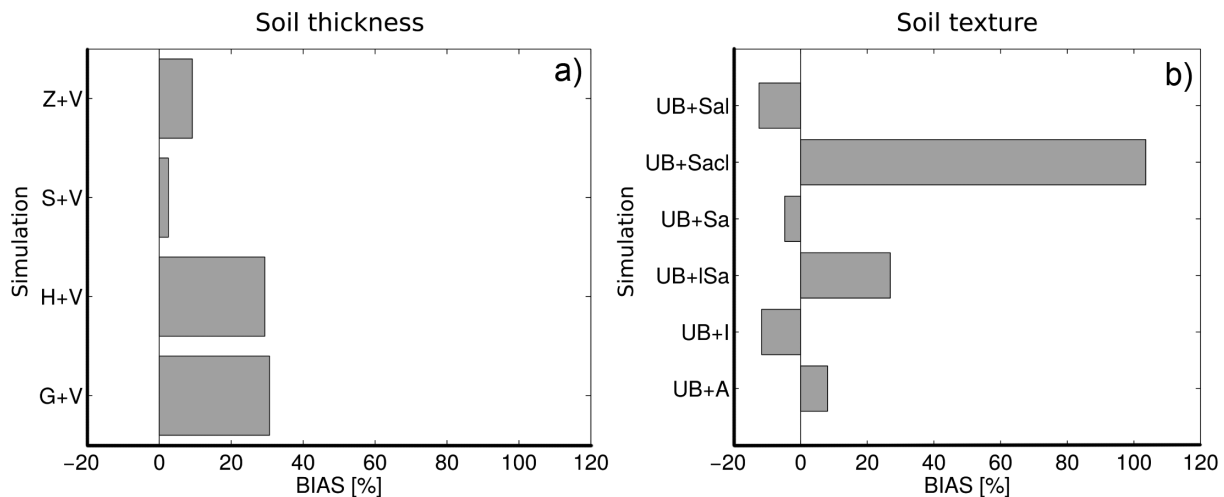 Soil thickness
a)
Simulation
Z+V
S+V
H+V
G+V
−20 0 20 40 60 80 100 120
BIAS [%]
Soil texture
b)
Simulation
UB+Sal
UB+Sacl
UB+Sa
UB+lSa
UB+l
UB+A
−20 0 20 40 60 80 100 120
BIAS [%]